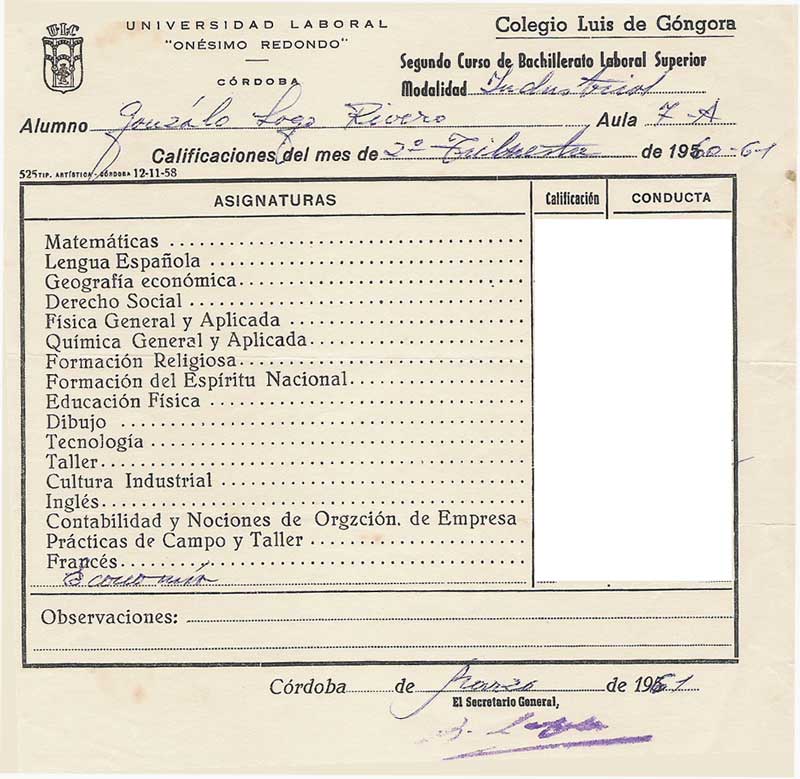 UNIVERSIDAD LABORAL
"ONÉSIMO REDONDO"
CÓRDOBA
Colegio Luis de Góngora
Segundo Curso de Bachillerato Laboral Superior
Modalidad Industrial
Alumno Gonzálo Rivero Aula 7-A
Calificaciones del mes de 2º de 1960-61
525 TIP. ARTÍSTICA - CÓRDOBA 12-11-58
ASIGNATURAS Calificación CONDUCTA
Matemáticas
Lengua Española
Geografía económica
Derecho Social
Física General y Aplicada
Química General y Aplicada
Formación Religiosa
Formación del Espíritu Nacional
Educación Física
Dibujo
Tecnología
Taller
Cultura Industrial
Inglés
Contabilidad y Nociones de Orgzción. de Empresa
Prácticas de Campo y Taller
Francés
Economía
Observaciones:
Córdoba de Marzo de 1961
El Secretario General,